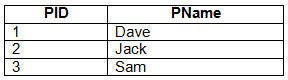 PID PName
1 Dave
2 Jack
3 Sam